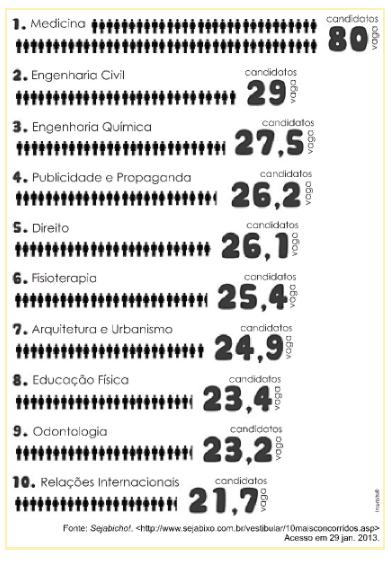 1. Medicina
candidatos
80
vaga
2. Engenharia Civil
candidatos
29
vaga
3. Engenharia Química
candidatos
27,5
vaga
4. Publicidade e Propaganda
candidatos
26,2
vaga
5. Direito
candidatos
26,1
vaga
6. Fisioterapia
candidatos
25,4
vaga
7. Arquitetura e Urbanismo
candidatos
24,9
vaga
8. Educação Física
candidatos
23,4
vaga
9. Odontologia
candidatos
23,2
vaga
10. Relações Internacionais
candidatos
21,7
vaga
Fonte: Sejabicho!. <http://www.sejabixo.com.br/vestibular/10maisconcorridos.asp>
Acesso em 29 jan. 2013.